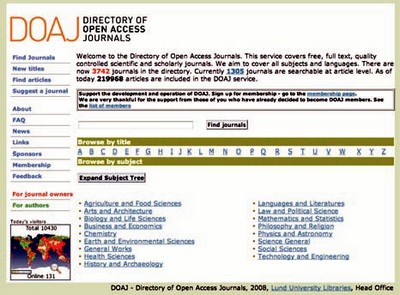 DOAJ DIRECTORY OF
OPEN ACCESS
JOURNALS
Find Journals
New titles
Find articles
Suggest a journal
About
FAQ
News
Links
Sponsors
Membership
Feedback
For journal owners
For authors
Today's visitors
Total 10430
Online 131
Welcome to the Directory of Open Access Journals. This service covers free, full text, quality
controlled scientific and scholarly journals. We aim to cover all subjects and languages. There are
now 3742 journals in the directory. Currently 1305 journals are searchable at article level. As of
today 219968 articles are included in the DOAJ service.
Support the development and operation of DOAJ. Sign up for membership - go to the membership page.
We are very thankful for the support from those of you who have already decided to become DOAJ members. See
the list of members
Find journals
Browse by title
A B C D E F G H I J K L M N O P Q R S T U V W X Y Z
Browse by subject
Expand Subject Tree
Agriculture and Food Sciences
Arts and Architecture
Biology and Life Sciences
Business and Economics
Chemistry
Earth and Environmental Sciences
General Works
Health Sciences
History and Archaeology
Languages and Literatures
Law and Political Science
Mathematics and Statistics
Philosophy and Religion
Physics and Astronomy
Science General
Social Sciences
Technology and Engineering
DOAJ - Directory of Open Access Journals, 2008, Lund University Libraries, Head Office